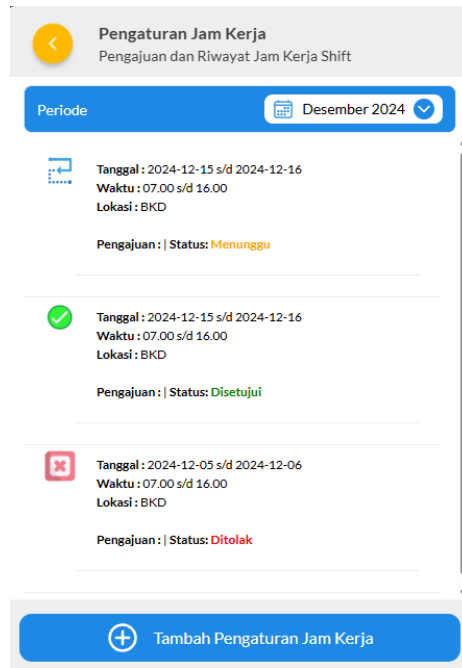 Pengaturan Jam Kerja
Pengajuan dan Riwayat Jam Kerja Shift
Periode
Desember 2024
Tanggal : 2024-12-15 s/d 2024-12-16
Waktu : 07.00 s/d 16.00
Lokasi : BKD
Pengajuan : | Status: Menunggu
Tanggal : 2024-12-15 s/d 2024-12-16
Waktu : 07.00 s/d 16.00
Lokasi : BKD
Pengajuan : | Status: Disetujui
Tanggal : 2024-12-05 s/d 2024-12-06
Waktu : 07.00 s/d 16.00
Lokasi : BKD
Pengajuan : | Status: Ditolak
Tambah Pengaturan Jam Kerja